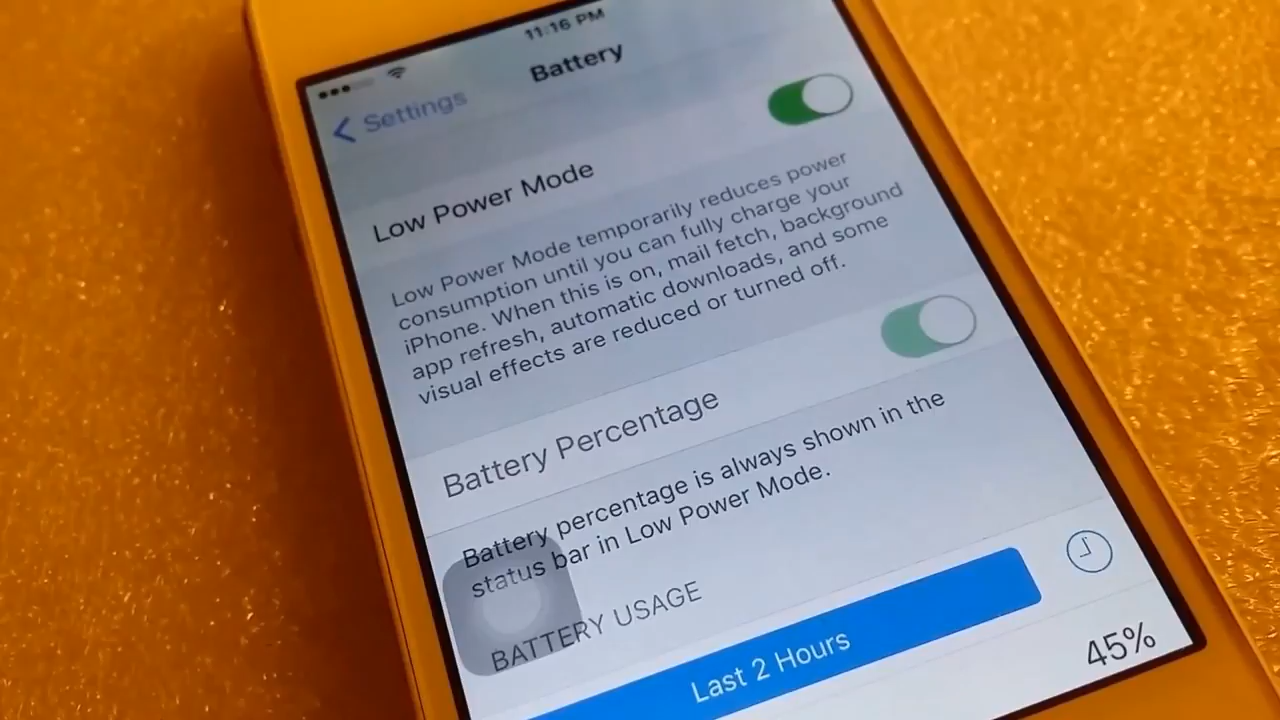 11:16 PM
Settings
Battery
Low Power Mode
Low Power Mode temporarily reduces power
consumption until you can fully charge your
iPhone. When this is on, mail fetch, background
app refresh, automatic downloads, and some
visual effects are reduced or turned off.
Battery Percentage
Battery percentage is always shown in the
status bar in Low Power Mode.
BATTERY USAGE
Last 2 Hours
45%